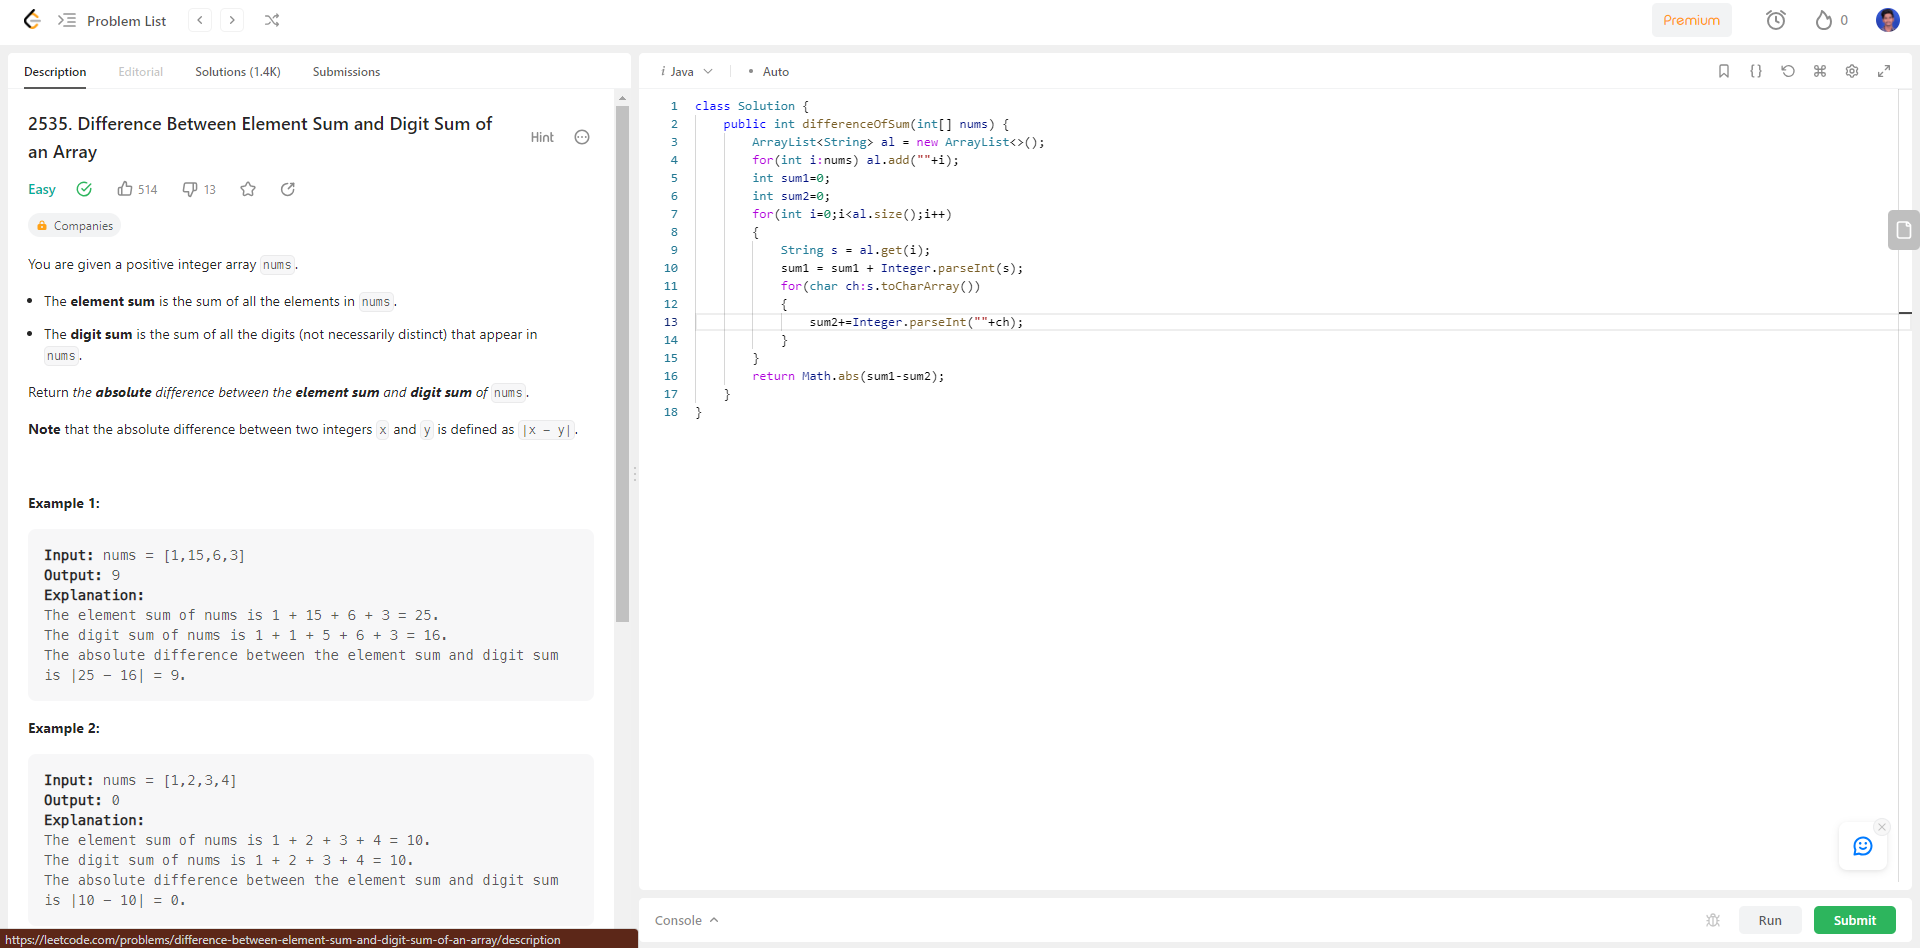 Problem List
Premium
0
Description
Editorial
Solutions (1.4K)
Submissions
2535. Difference Between Element Sum and Digit Sum of
an Array
Hint
Easy
514
13
Companies
You are given a positive integer array nums.
• The element sum is the sum of all the elements in nums.
• The digit sum is the sum of all the digits (not necessarily distinct) that appear in
nums.
Return the absolute difference between the element sum and digit sum of nums.
Note that the absolute difference between two integers x and y is defined as |x - y|.
Example 1:
Input: nums = [1,15,6,3]
Output: 9
Explanation:
The element sum of nums is 1 + 15 + 6 + 3 = 25.
The digit sum of nums is 1 + 1 + 5 + 6 + 3 = 16.
The absolute difference between the element sum and digit sum
is |25 - 16| = 9.
Example 2:
Input: nums = [1,2,3,4]
Output: 0
Explanation:
The element sum of nums is 1 + 2 + 3 + 4 = 10.
The digit sum of nums is 1 + 2 + 3 + 4 = 10.
The absolute difference between the element sum and digit sum
is |10 - 10| = 0.
https://leetcode.com/problems/difference-between-element-sum-and-digit-sum-of-an-array/description
i Java
• Auto
1 class Solution {
2     public int differenceOfSum(int[] nums) {
3         ArrayList<String> al = new ArrayList<>();
4         for(int i:nums) al.add(""+i);
5         int sum1=0;
6         int sum2=0;
7         for(int i=0;i<al.size();i++)
8         {
9             String s = al.get(i);
10             sum1 = sum1 + Integer.parseInt(s);
11             for(char ch:s.toCharArray())
12             {
13                 sum2+=Integer.parseInt(""+ch);
14             }
15         }
16         return Math.abs(sum1-sum2);
17     }
18 }
Console
Run
Submit